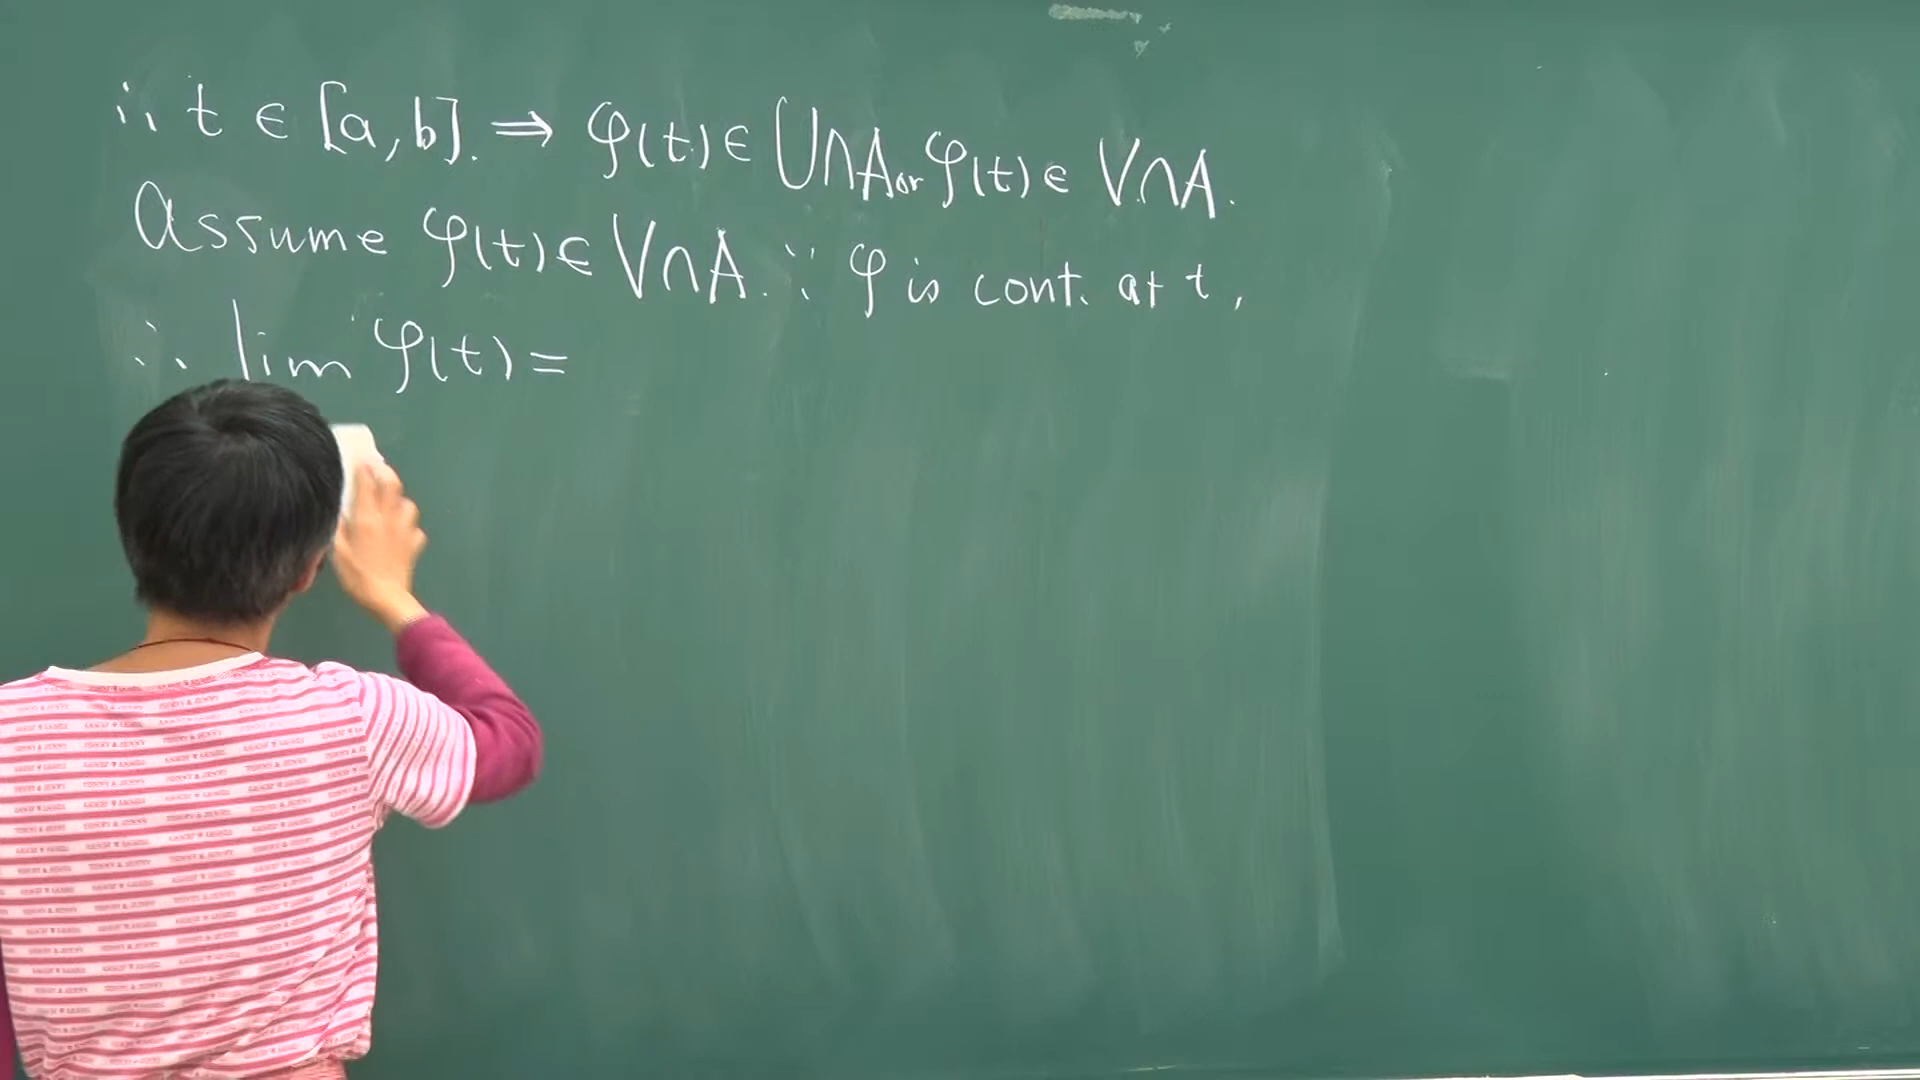 ∴ t ∈ [a,b]. ⇒ φ(t) ∈ U∩A or φ(t) ∈ V∩A.
Assume φ(t) ∈ V∩A. ∵ φ is cont. at t,
∴ lim φ(t) =